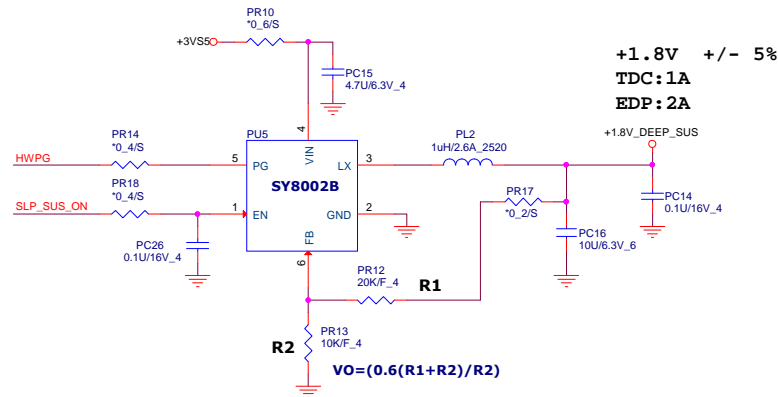 PR10
*0_6/S
+3VS5
PC15
4.7U/6.3V_4
+1.8V +/- 5%
TDC:1A
EDP:2A
+1.8V_DEEP_SUS
PU5
4
VIN
PL2
1uH/2.6A_2520
HWPG
PR14
*0_4/S
5
PG
LX
3
SY8002B
PR17
*0_2/S
PC14
0.1U/16V_4
SLP_SUS_ON
PR18
*0_4/S
1
EN
GND
2
PC26
0.1U/16V_4
FB
6
PC16
10U/6.3V_6
PR12
20K/F_4
R1
PR13
10K/F_4
R2
VO=(0.6(R1+R2)/R2)